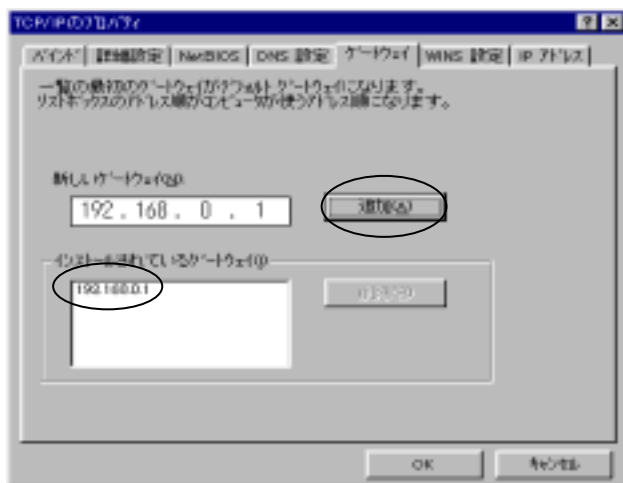 TCP/IPのプロパティ
バインド 詳細設定 NetBIOS DNS 設定 ゲートウェイ WINS 設定 IP アドレス
一覧の最初のゲートウェイがデフォルト ゲートウェイになります。
リストボックスのアドレス順がコンピュータが使うアドレス順になります。
新しいゲートウェイ(N):
192 . 168 . 0 . 1
追加(A)
インストールされているゲートウェイ(I):
192.168.0.1
OK キャンセル